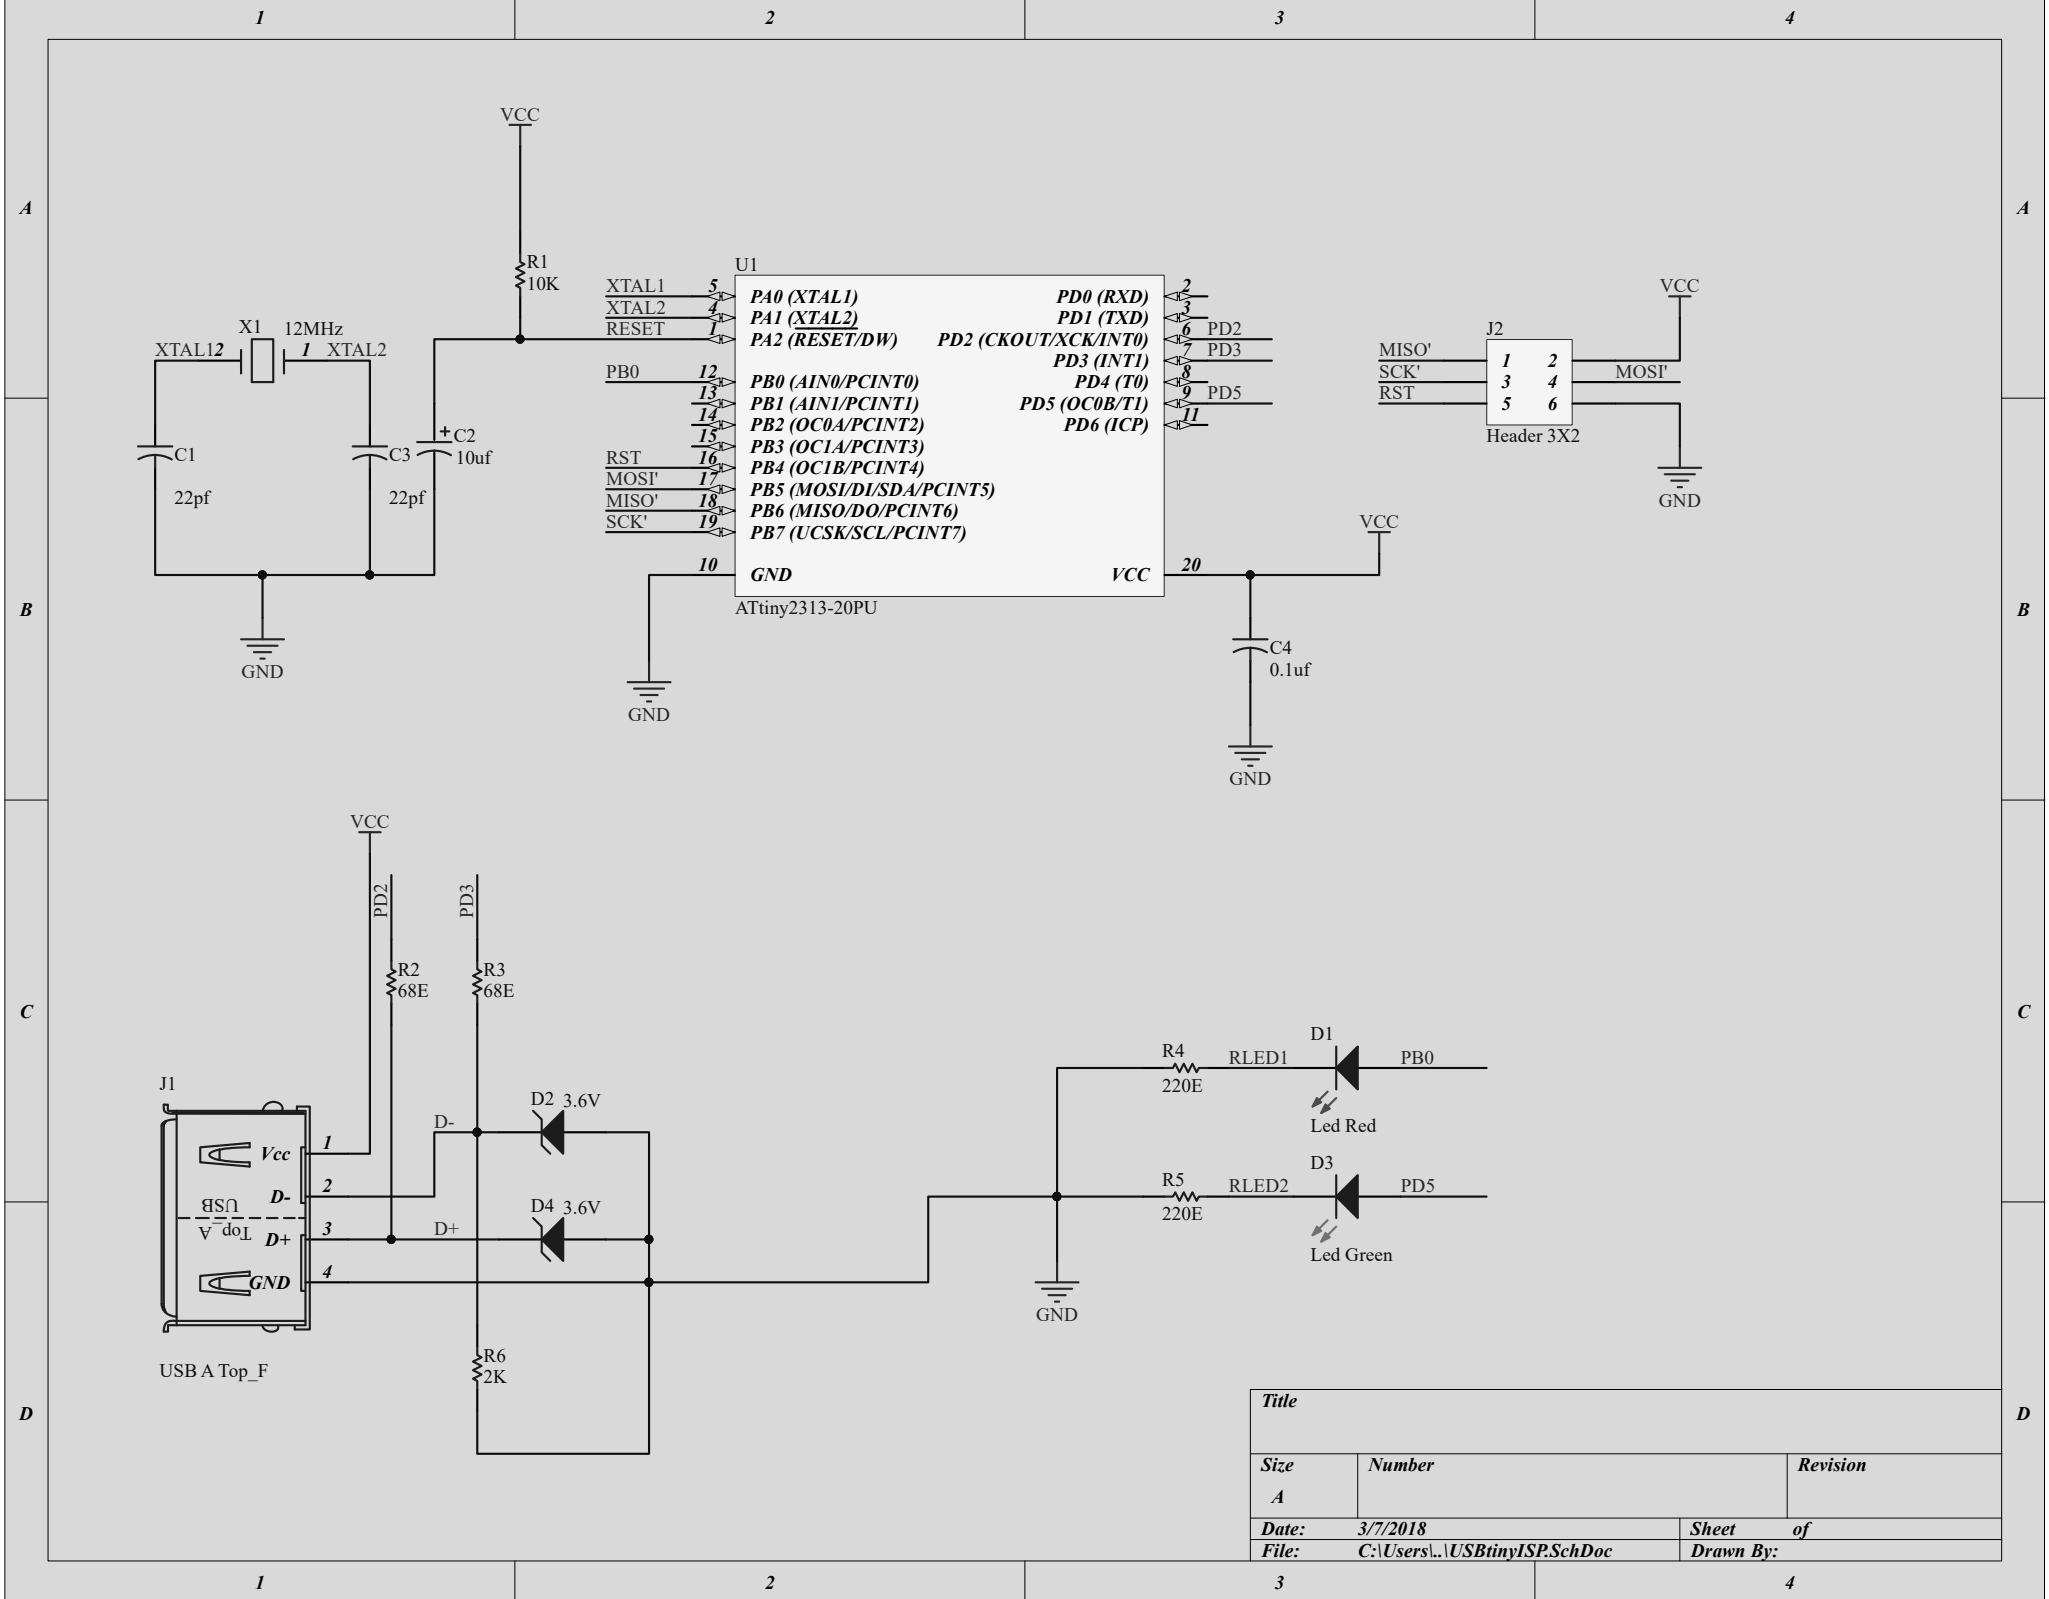 1 2 3 4
A A
B B
C C
D D
VCC
R1
10K
X1 12MHz
XTAL1 2 1 XTAL2
C1
22pf
C3
22pf
+ C2
10uf
GND
U1
XTAL1 5 PA0 (XTAL1)
XTAL2 4 PA1 (XTAL2)
RESET 1 PA2 (RESET/DW)
PB0 12 PB0 (AIN0/PCINT0)
13 PB1 (AIN1/PCINT1)
14 PB2 (OC0A/PCINT2)
15 PB3 (OC1A/PCINT3)
RST 16 PB4 (OC1B/PCINT4)
MOSI' 17 PB5 (MOSI/DI/SDA/PCINT5)
MISO' 18 PB6 (MISO/DO/PCINT6)
SCK' 19 PB7 (UCSK/SCL/PCINT7)
10 GND
PD0 (RXD) 2
PD1 (TXD) 3
PD2 (CKOUT/XCK/INT0) 6 PD2
PD3 (INT1) 7 PD3
PD4 (T0) 8
PD5 (OC0B/T1) 9 PD5
PD6 (ICP) 11
VCC 20
ATtiny2313-20PU
GND
VCC
C4
0.1uf
GND
VCC
J2
MISO' 1 2
SCK' 3 4 MOSI'
RST 5 6
Header 3X2
GND
VCC
PD2
PD3
R2
68E
R3
68E
J1
Vcc 1
D- 2
USB
Top_A
D+ 3
GND 4
USB A Top_F
D-
D+
D2 3.6V
D4 3.6V
R6
2K
D1
R4 RLED1 PB0
220E
Led Red
D3
R5 RLED2 PD5
220E
Led Green
GND
Title
Size Number Revision
A
Date: 3/7/2018 Sheet of
File: C:\Users\..\USBtinyISP.SchDoc Drawn By:
1 2 3 4